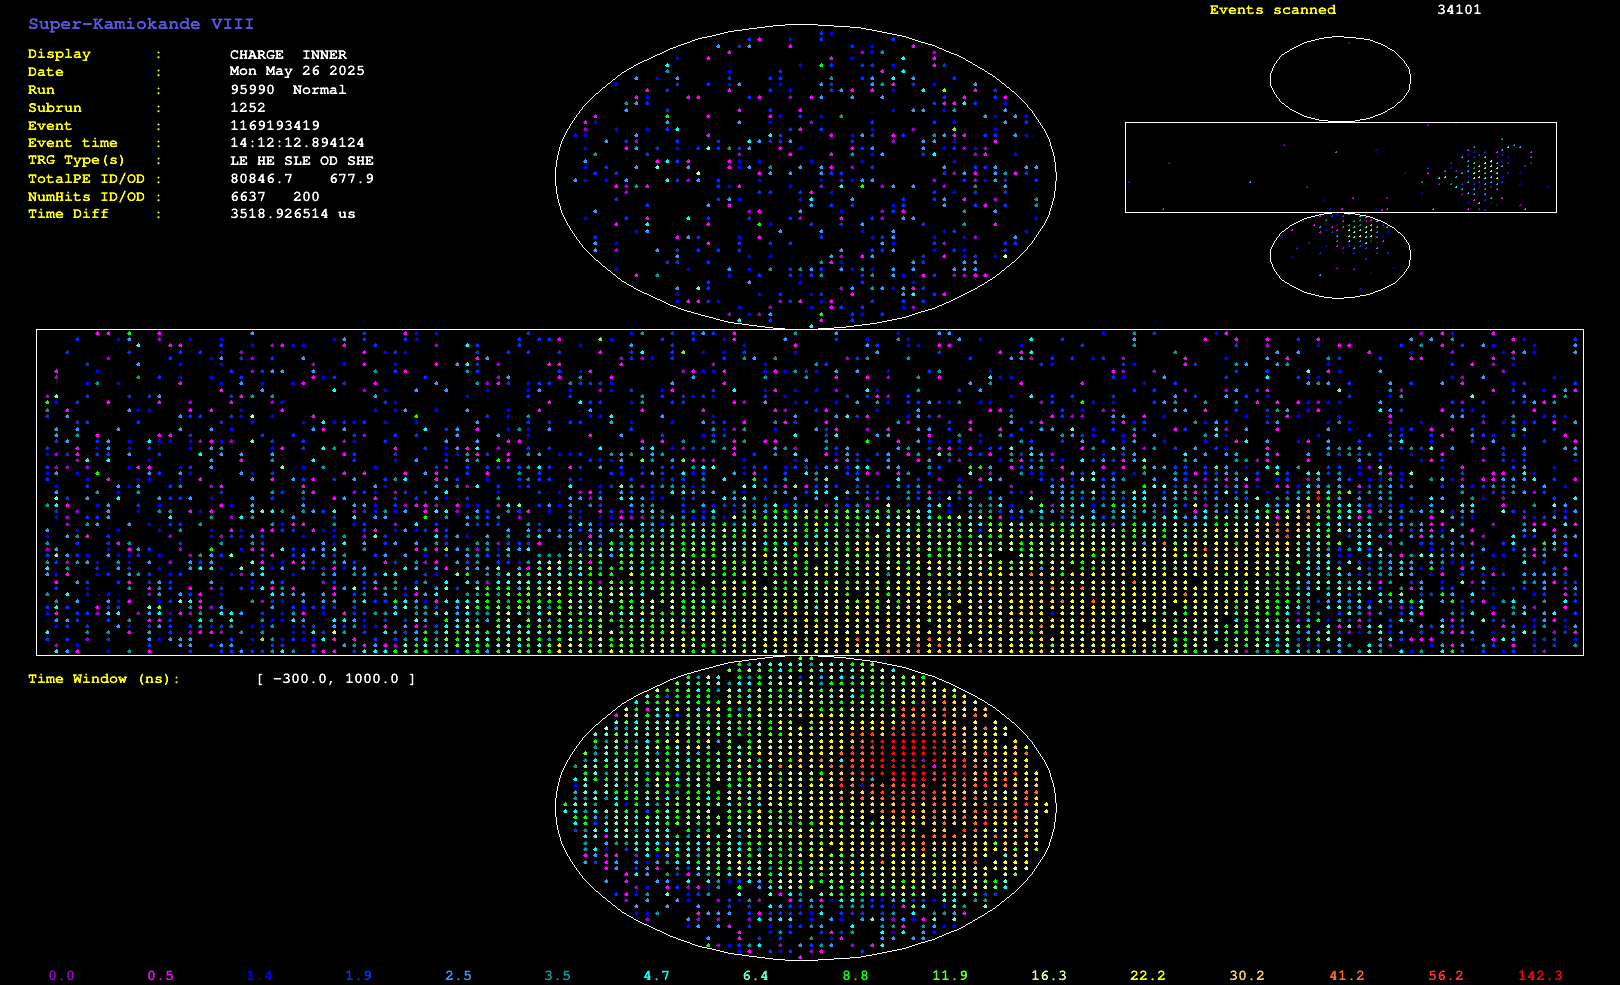 Super-Kamiokande VIII
Events scanned 34101
Display : CHARGE INNER
Date : Mon May 26 2025
Run : 95990 Normal
Subrun : 1252
Event : 1169193419
Event time : 14:12:12.894124
TRG Type(s) : LE HE SLE OD SHE
TotalPE ID/OD : 80846.7 677.9
NumHits ID/OD : 6637 200
Time Diff : 3518.926514 us
Time Window (ns): [ -300.0, 1000.0 ]
0.0 0.5 1.4 1.9 2.5 3.5 4.7 6.4 8.8 11.9 16.3 22.2 30.2 41.2 56.2 142.3